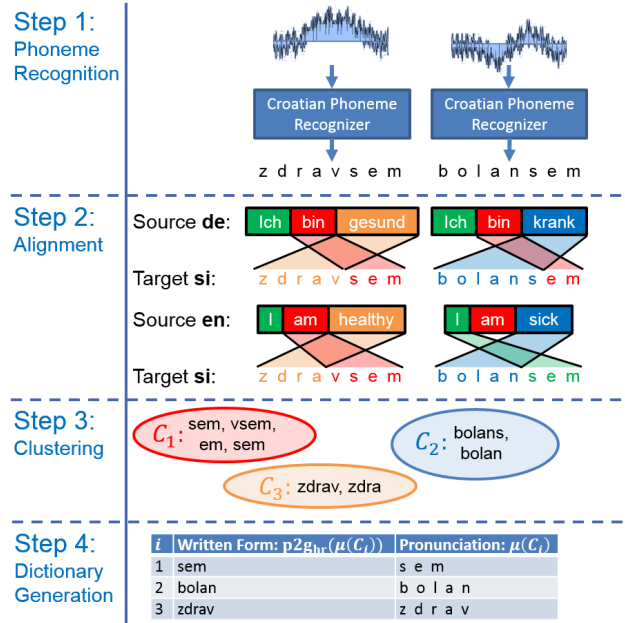 Step 1:
Phoneme
Recognition
Croatian Phoneme
Recognizer
Croatian Phoneme
Recognizer
z d r a v s e m
b o l a n s e m
Step 2:
Alignment
Source de:
Ich bin gesund
Ich bin krank
Target si:
z d r a v s e m
b o l a n s e m
Source en:
I am healthy
I am sick
Target si:
z d r a v s e m
b o l a n s e m
Step 3:
Clustering
C₁: sem, vsem,
em, sem
C₂: bolans,
bolan
C₃: zdrav, zdra
Step 4:
Dictionary
Generation
i Written Form: p2g_hr(μ(C_i)) Pronunciation: μ(C_i)
1 sem s e m
2 bolan b o l a n
3 zdrav z d r a v